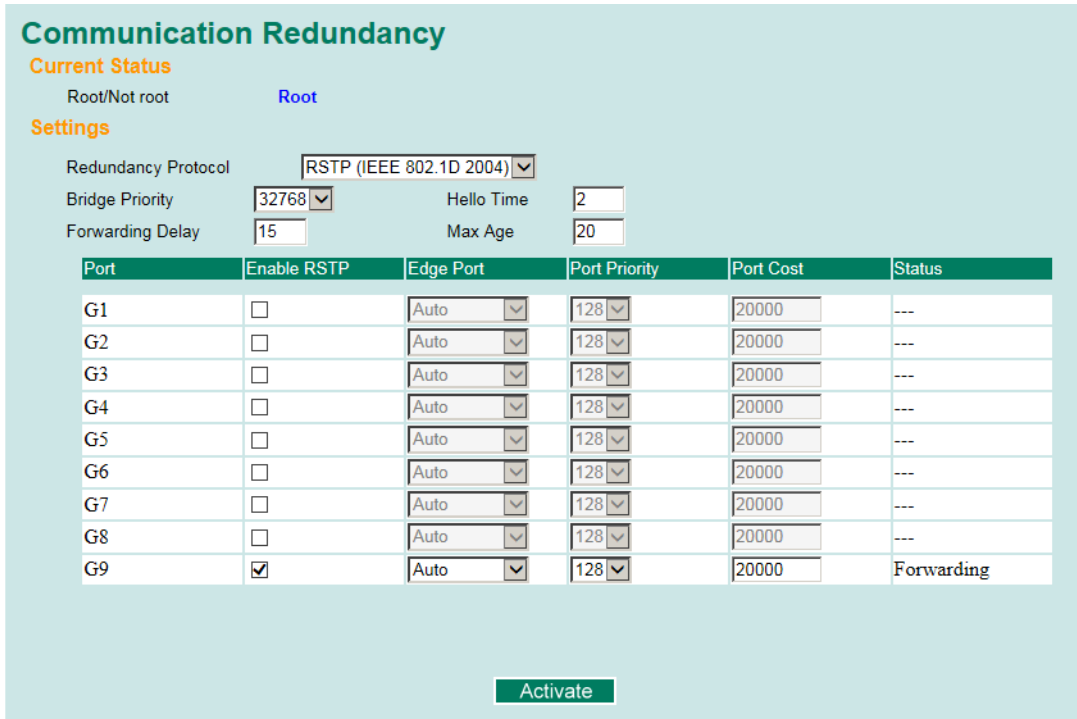 Communication Redundancy
Current Status
Root/Not root Root
Settings
Redundancy Protocol RSTP (IEEE 802.1D 2004)
Bridge Priority 32768 Hello Time 2
Forwarding Delay 15 Max Age 20
Port Enable RSTP Edge Port Port Priority Port Cost Status
G1 Auto 128 20000 ---
G2 Auto 128 20000 ---
G3 Auto 128 20000 ---
G4 Auto 128 20000 ---
G5 Auto 128 20000 ---
G6 Auto 128 20000 ---
G7 Auto 128 20000 ---
G8 Auto 128 20000 ---
G9 Auto 128 20000 Forwarding
Activate